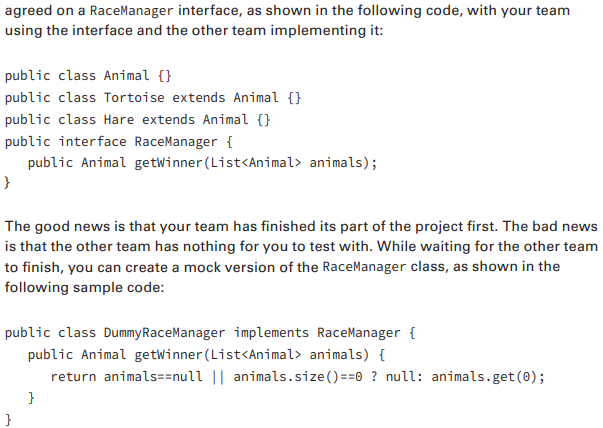 agreed on a RaceManager interface, as shown in the following code, with your team
using the interface and the other team implementing it:
public class Animal {}
public class Tortoise extends Animal {}
public class Hare extends Animal {}
public interface RaceManager {
   public Animal getWinner(List<Animal> animals);
}
The good news is that your team has finished its part of the project first. The bad news
is that the other team has nothing for you to test with. While waiting for the other team
to finish, you can create a mock version of the RaceManager class, as shown in the
following sample code:
public class DummyRaceManager implements RaceManager {
   public Animal getWinner(List<Animal> animals) {
      return animals==null || animals.size()==0 ? null: animals.get(0);
   }
}